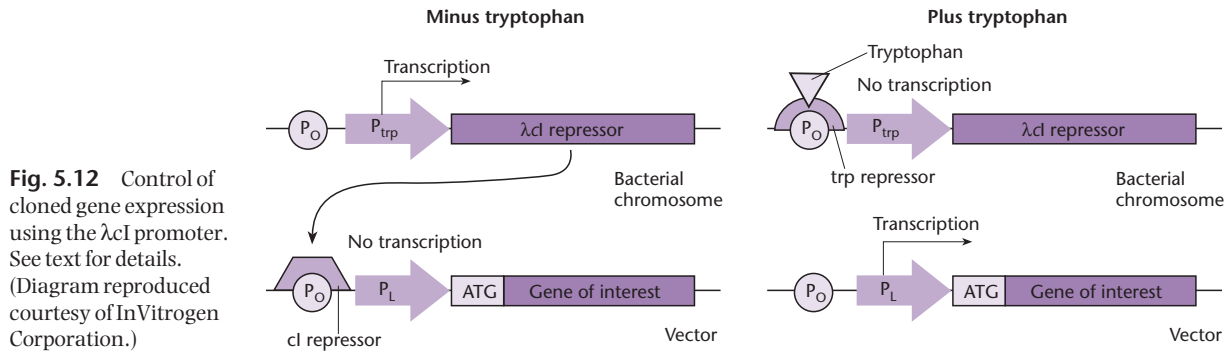 Minus tryptophan
Transcription
P_O
P_trp
λcI repressor
Bacterial
chromosome
No transcription
P_O
P_L
ATG
Gene of interest
cI repressor
Vector
Plus tryptophan
Tryptophan
No transcription
P_O
P_trp
λcI repressor
trp repressor
Bacterial
chromosome
Transcription
P_O
P_L
ATG
Gene of interest
Vector
Fig. 5.12 Control of
cloned gene expression
using the λcI promoter.
See text for details.
(Diagram reproduced
courtesy of InVitrogen
Corporation.)